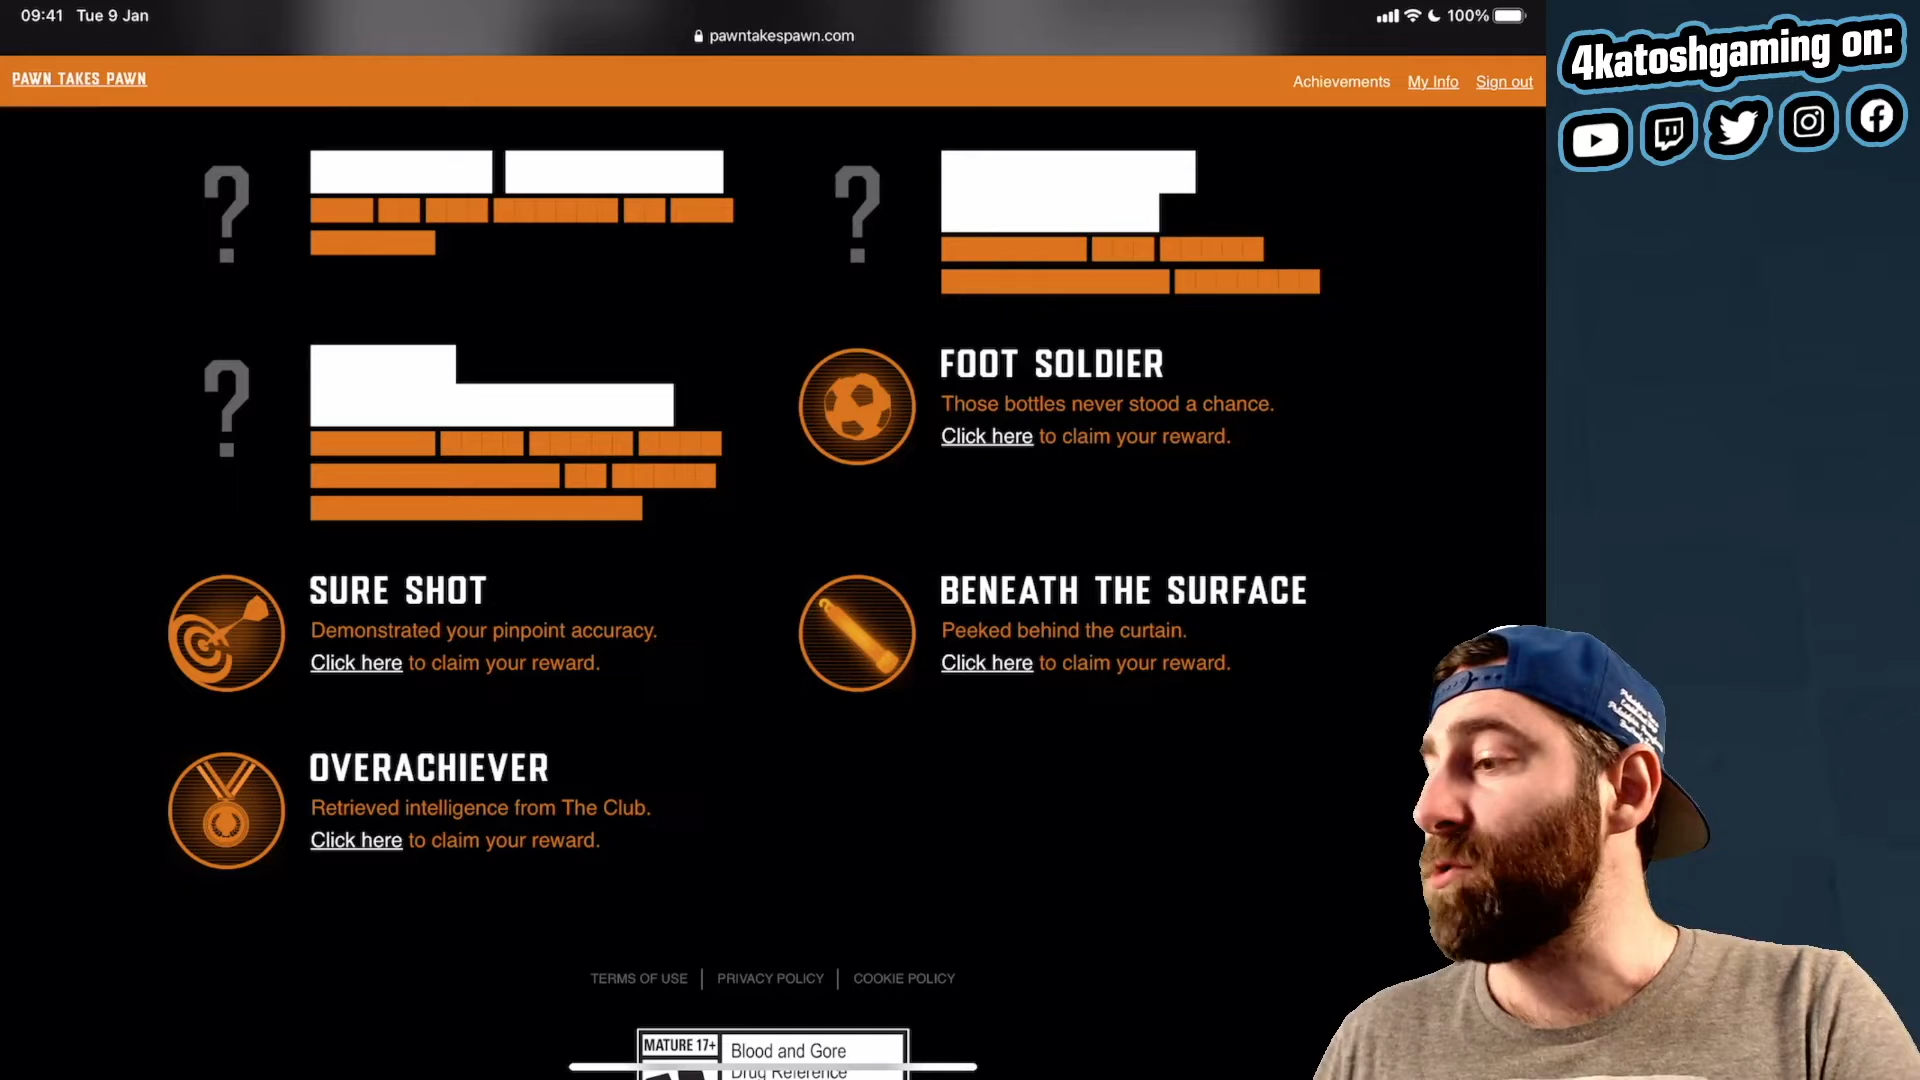 09:41 Tue 9 Jan
100%
pawntakespawn.com
PAWN TAKES PAWN
Achievements My Info Sign out
4katoshgaming on:
FOOT SOLDIER
Those bottles never stood a chance.
Click here to claim your reward.
SURE SHOT
Demonstrated your pinpoint accuracy.
Click here to claim your reward.
BENEATH THE SURFACE
Peeked behind the curtain.
Click here to claim your reward.
OVERACHIEVER
Retrieved intelligence from The Club.
Click here to claim your reward.
TERMS OF USE | PRIVACY POLICY | COOKIE POLICY
MATURE 17+
Blood and Gore
Drug Reference